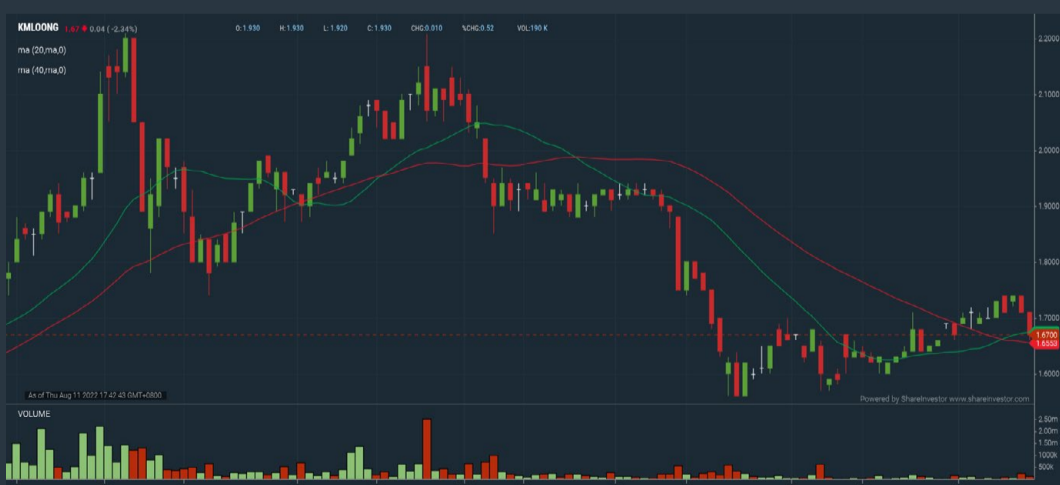 KMLOONG 1.67 0.04 (-2.34%) O:1.930 H:1.930 L:1.920 C:1.930 CHG:0.010 %CHG:0.52 VOL:190 K
ma (20,ma,0)
ma (40,ma,0)
2.2000
2.1000
2.0000
1.9000
1.8000
1.7000
1.6700
1.6553
1.6000
As of Thu Aug 11 2022 17:42:43 GMT+0800
Powered by ShareInvestor www.shareinvestor.com
VOLUME
2.50m
2.00m
1.50m
1000k
500k